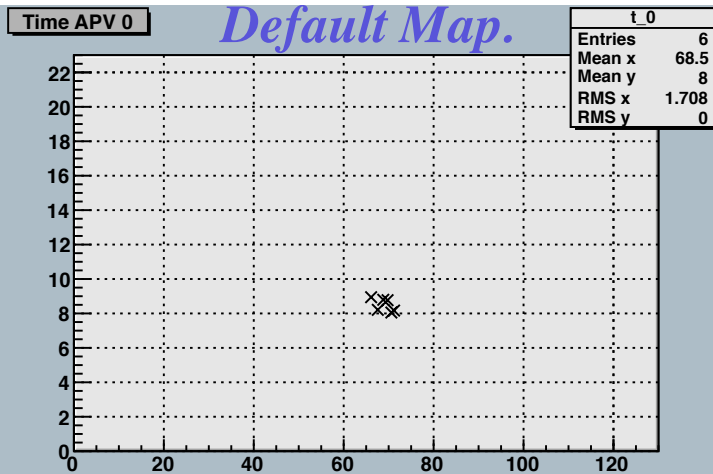 Time APV 0
Default Map.
t_0
Entries 6
Mean x 68.5
Mean y 8
RMS x 1.708
RMS y 0
22
20
18
16
14
12
10
8
6
4
2
0
0 20 40 60 80 100 120